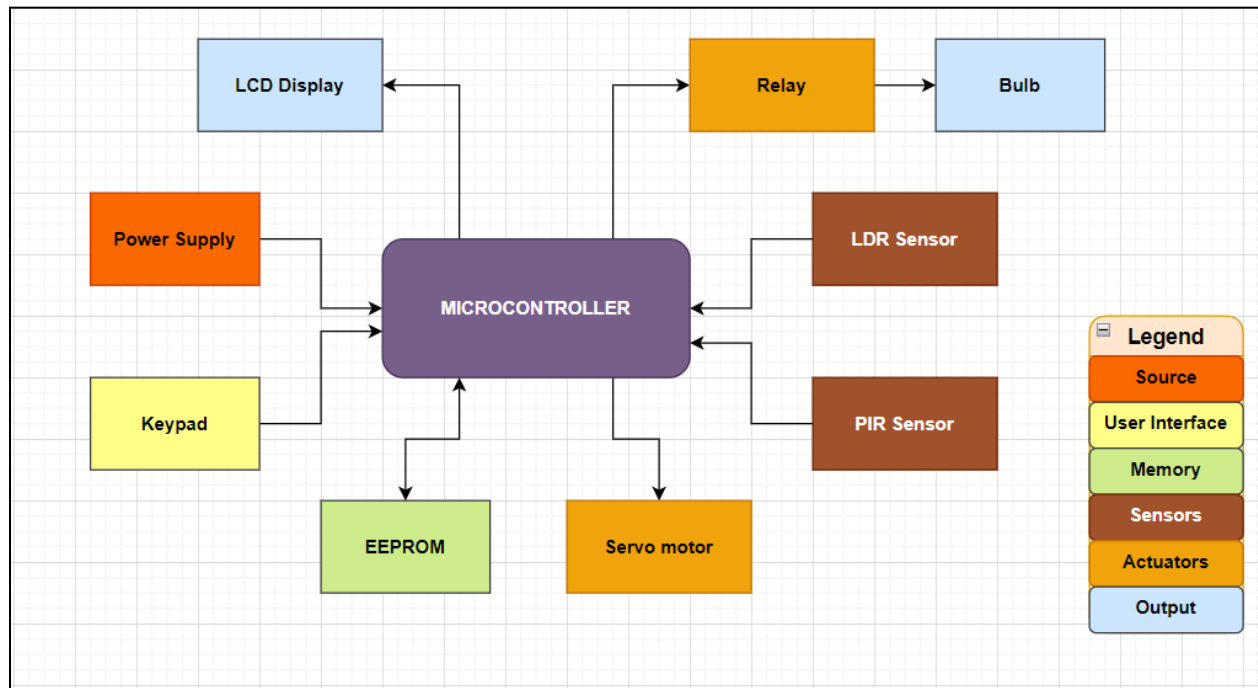 LCD Display
Relay
Bulb
Power Supply
LDR Sensor
MICROCONTROLLER
Keypad
PIR Sensor
EEPROM
Servo motor
Legend
Source
User Interface
Memory
Sensors
Actuators
Output